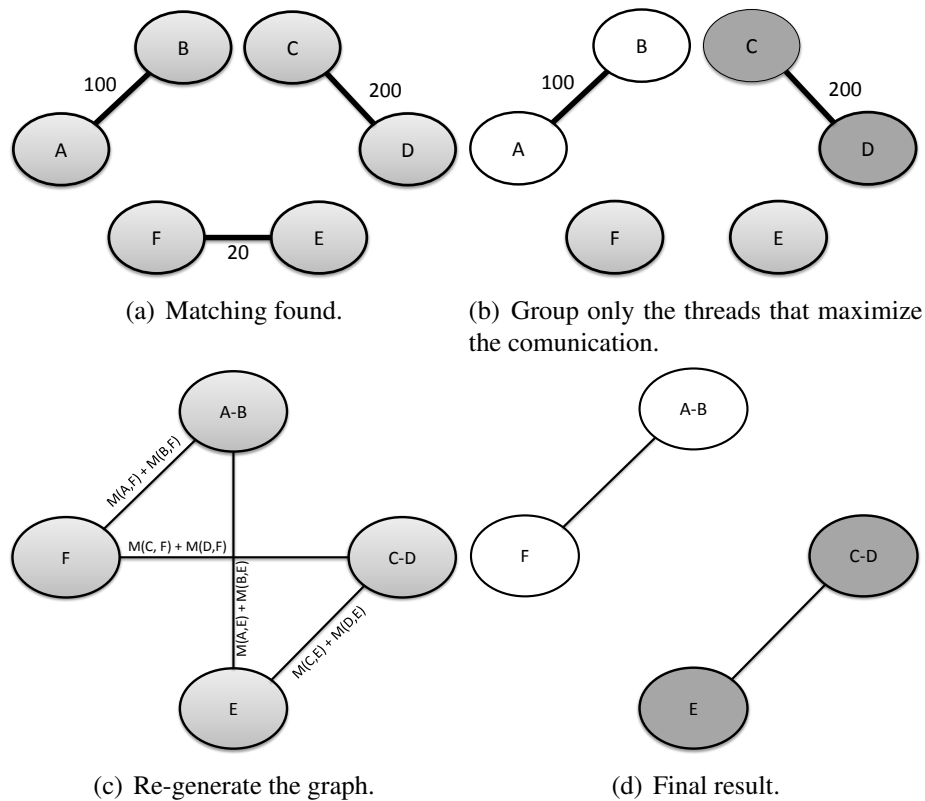 B
C
100
200
A
D
F
E
20
(a) Matching found.
B
C
100
200
A
D
F
E
(b) Group only the threads that maximize
the comunication.
A-B
M(A,F) + M(B,F)
F
M(C, F) + M(D,F)
C-D
M(A,E) + M(B,E)
M(C,E) + M(D,E)
E
(c) Re-generate the graph.
A-B
F
C-D
E
(d) Final result.